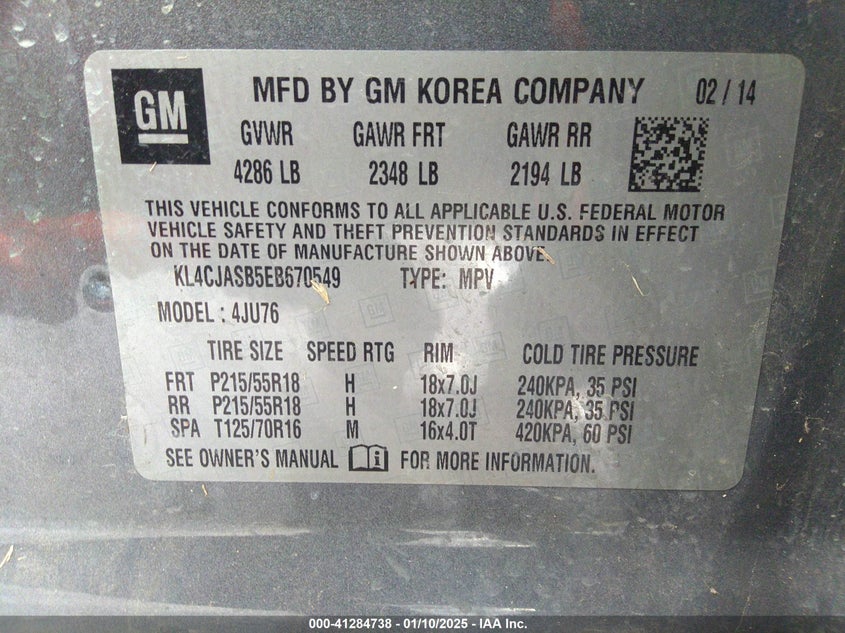 GM
MFD BY GM KOREA COMPANY 02 / 14
GVWR GAWR FRT GAWR RR
4286 LB 2348 LB 2194 LB
THIS VEHICLE CONFORMS TO ALL APPLICABLE U.S. FEDERAL MOTOR
VEHICLE SAFETY AND THEFT PREVENTION STANDARDS IN EFFECT
ON THE DATE OF MANUFACTURE SHOWN ABOVE.
KL4CJASB5EB670549 TYPE: MPV
MODEL : 4JU76
TIRE SIZE SPEED RTG RIM COLD TIRE PRESSURE
FRT P215/55R18 H 18x7.0J 240KPA, 35 PSI
RR P215/55R18 H 18x7.0J 240KPA, 35 PSI
SPA T125/70R16 M 16x4.0T 420KPA, 60 PSI
SEE OWNER'S MANUAL i FOR MORE INFORMATION.
000-41284738 - 01/10/2025 - IAA Inc.